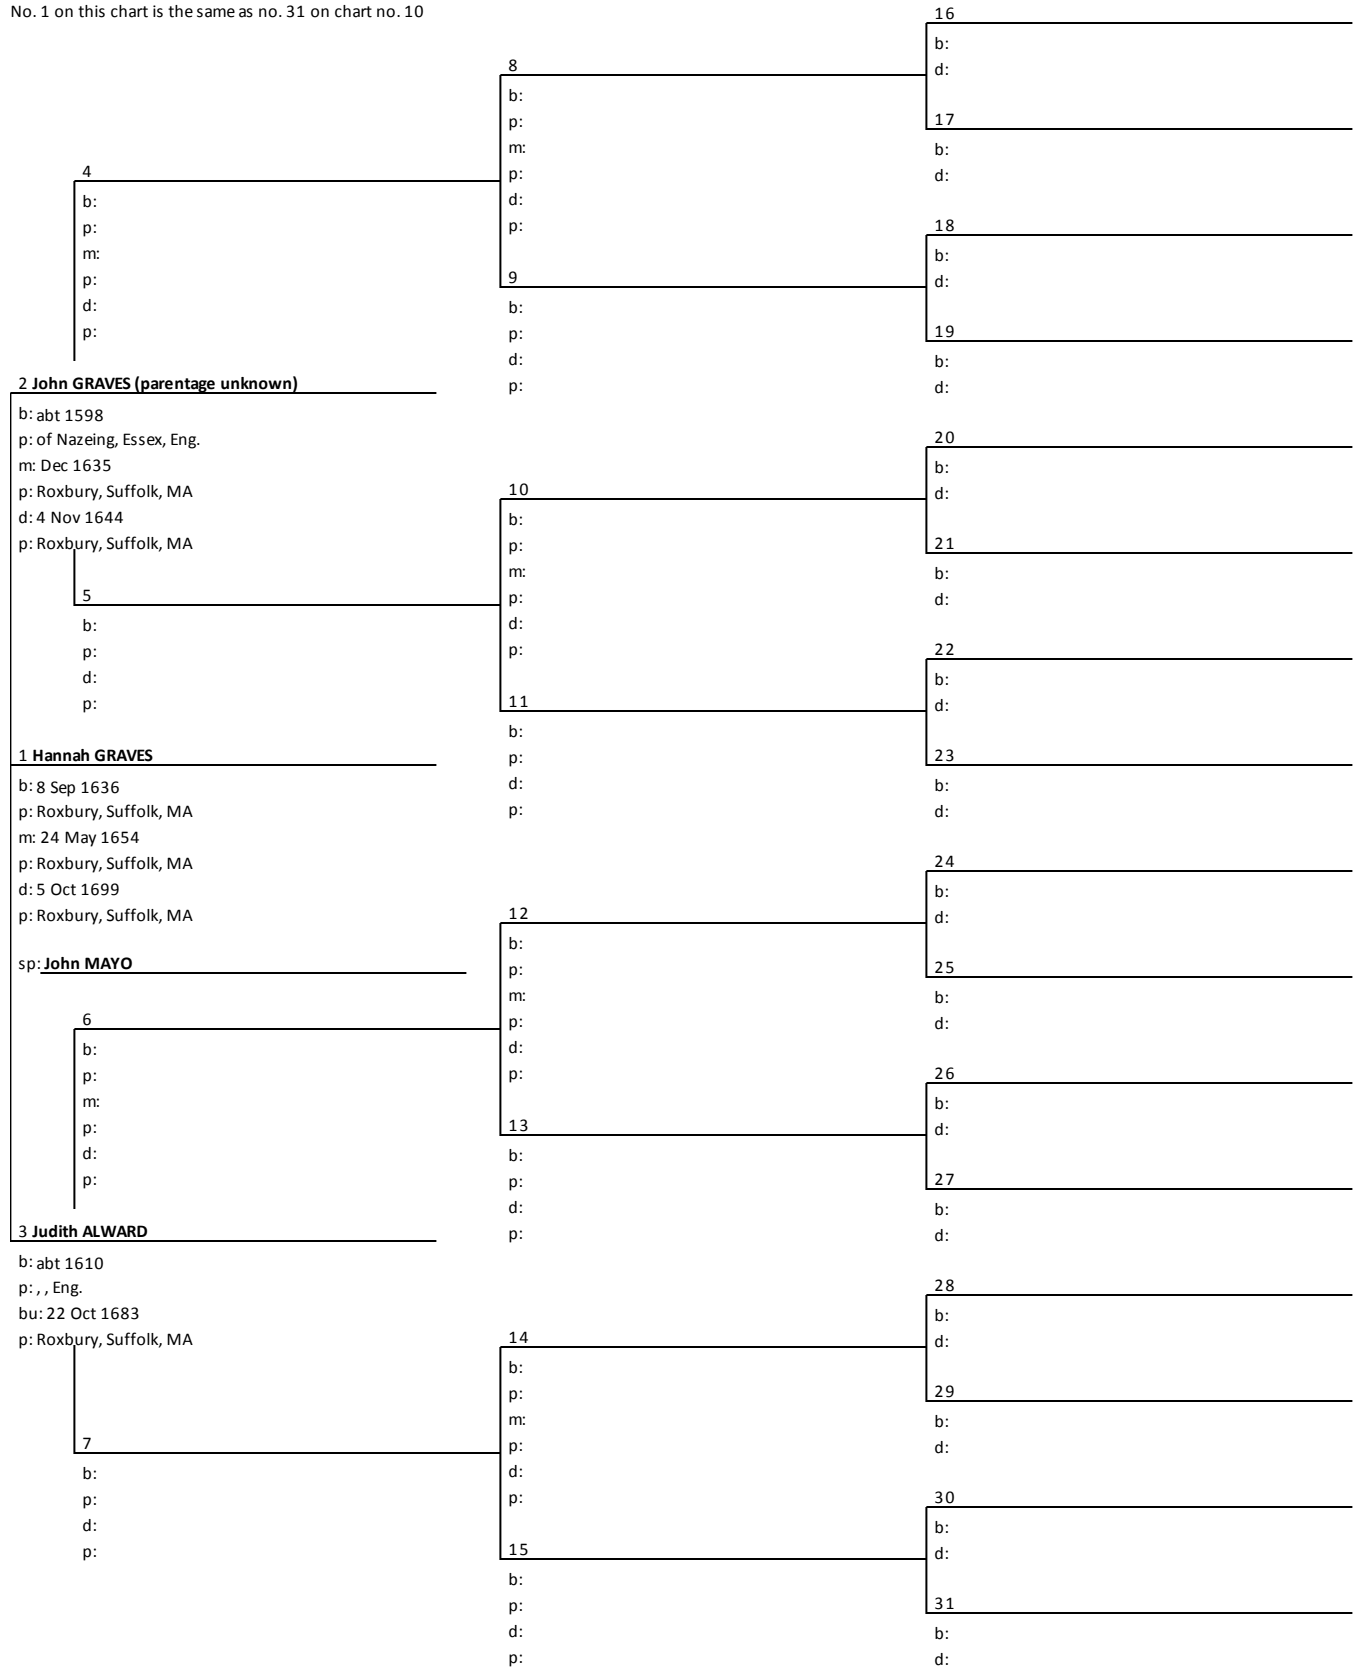 No. 1 on this chart is the same as no. 31 on chart no. 10
16
b:
d:
8
b:
p:
m:
p:
d:
p:
17
b:
d:
4
b:
p:
m:
p:
d:
p:
18
b:
d:
9
b:
p:
d:
p:
19
b:
d:
2 John GRAVES (parentage unknown)
b: abt 1598
p: of Nazeing, Essex, Eng.
m: Dec 1635
p: Roxbury, Suffolk, MA
d: 4 Nov 1644
p: Roxbury, Suffolk, MA
20
b:
d:
10
b:
p:
m:
p:
d:
p:
21
b:
d:
5
b:
p:
d:
p:
22
b:
d:
11
b:
p:
d:
p:
23
b:
d:
1 Hannah GRAVES
b: 8 Sep 1636
p: Roxbury, Suffolk, MA
m: 24 May 1654
p: Roxbury, Suffolk, MA
d: 5 Oct 1699
p: Roxbury, Suffolk, MA
sp: John MAYO
24
b:
d:
12
b:
p:
m:
p:
d:
p:
25
b:
d:
6
b:
p:
m:
p:
d:
p:
26
b:
d:
13
b:
p:
d:
p:
27
b:
d:
3 Judith ALWARD
b: abt 1610
p: , , Eng.
bu: 22 Oct 1683
p: Roxbury, Suffolk, MA
28
b:
d:
14
b:
p:
m:
p:
d:
p:
29
b:
d:
7
b:
p:
d:
p:
30
b:
d:
15
b:
p:
d:
p:
31
b:
d: